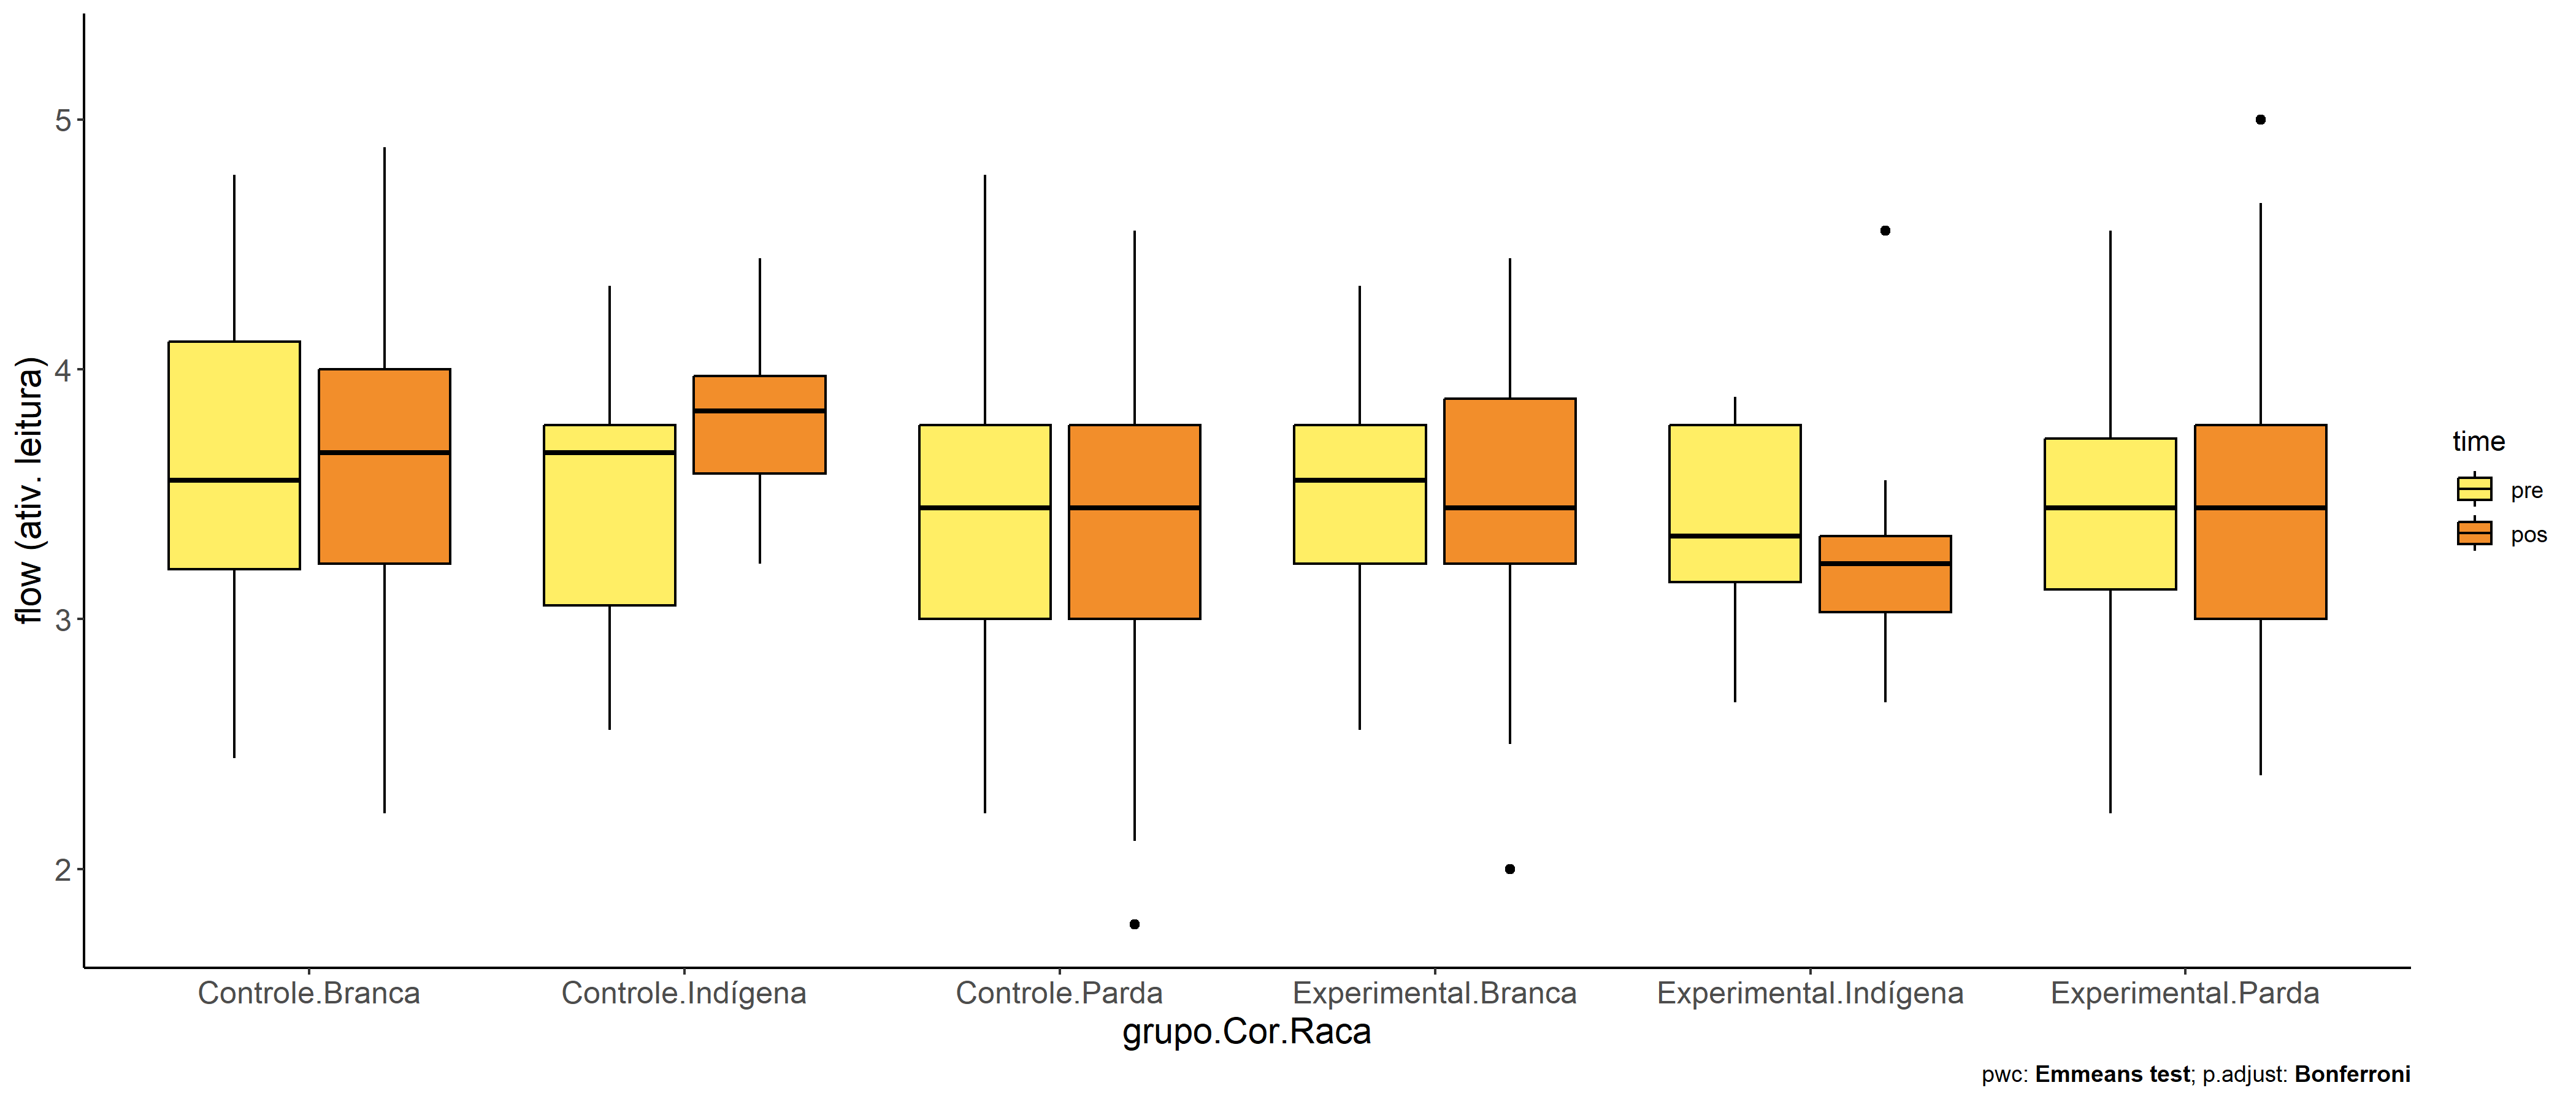 flow (ativ. leitura)
5
4
3
2
Controle.Branca
Controle.Indígena
Controle.Parda
Experimental.Branca
Experimental.Indígena
Experimental.Parda
grupo.Cor.Raca
time
pre
pos
pwc: Emmeans test; p.adjust: Bonferroni